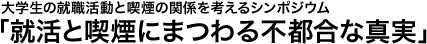 大学生の就職活動と喫煙の関係を考えるシンポジウム
「就活と喫煙にまつわる不都合な真実」